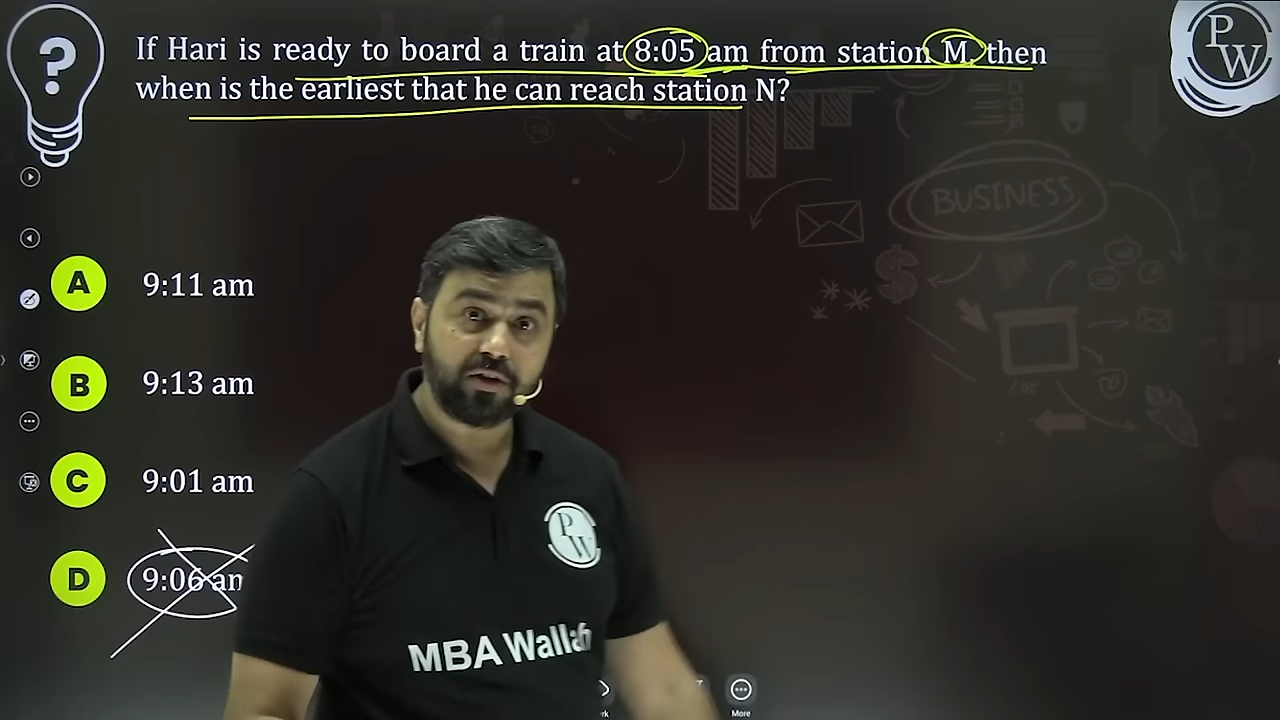 If Hari is ready to board a train at 8:05 am from station M, then
when is the earliest that he can reach station N?
PW
BUSINESS
A 9:11 am
B 9:13 am
C 9:01 am
D 9:06 am
PW
MBA Wallah
More